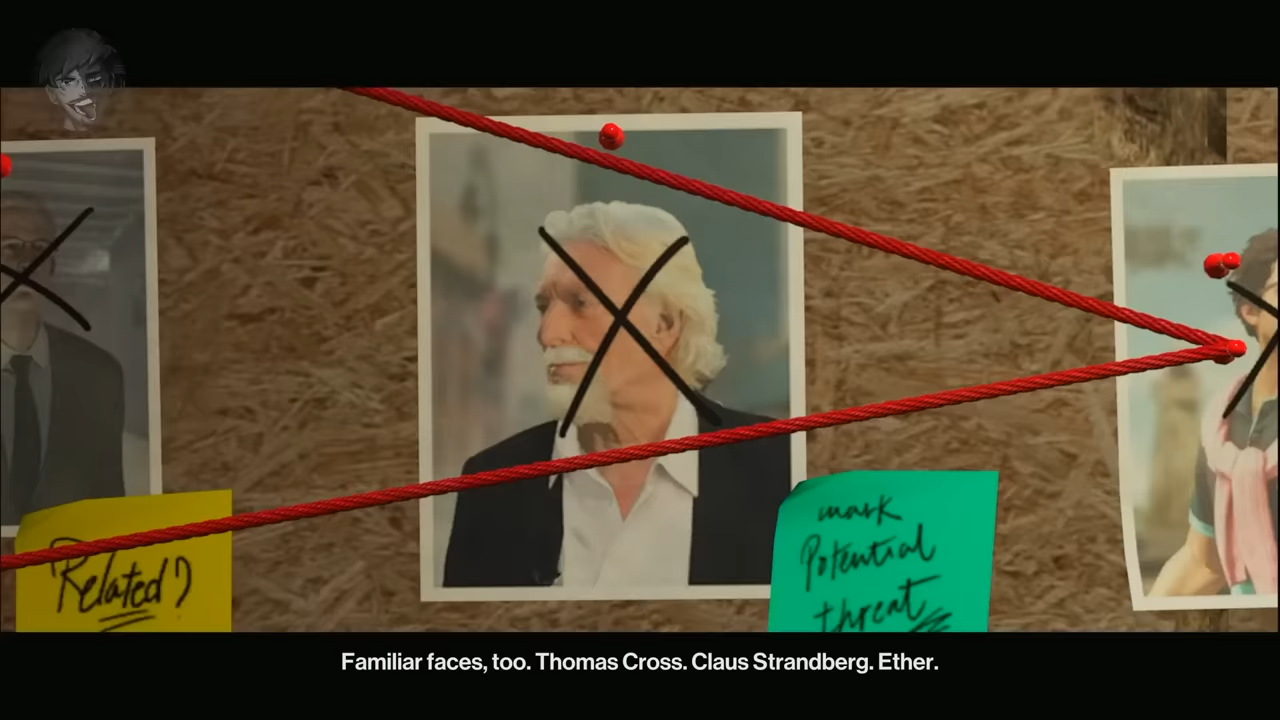 Related?
mark
Potential
threat
Familiar faces, too. Thomas Cross. Claus Strandberg. Ether.